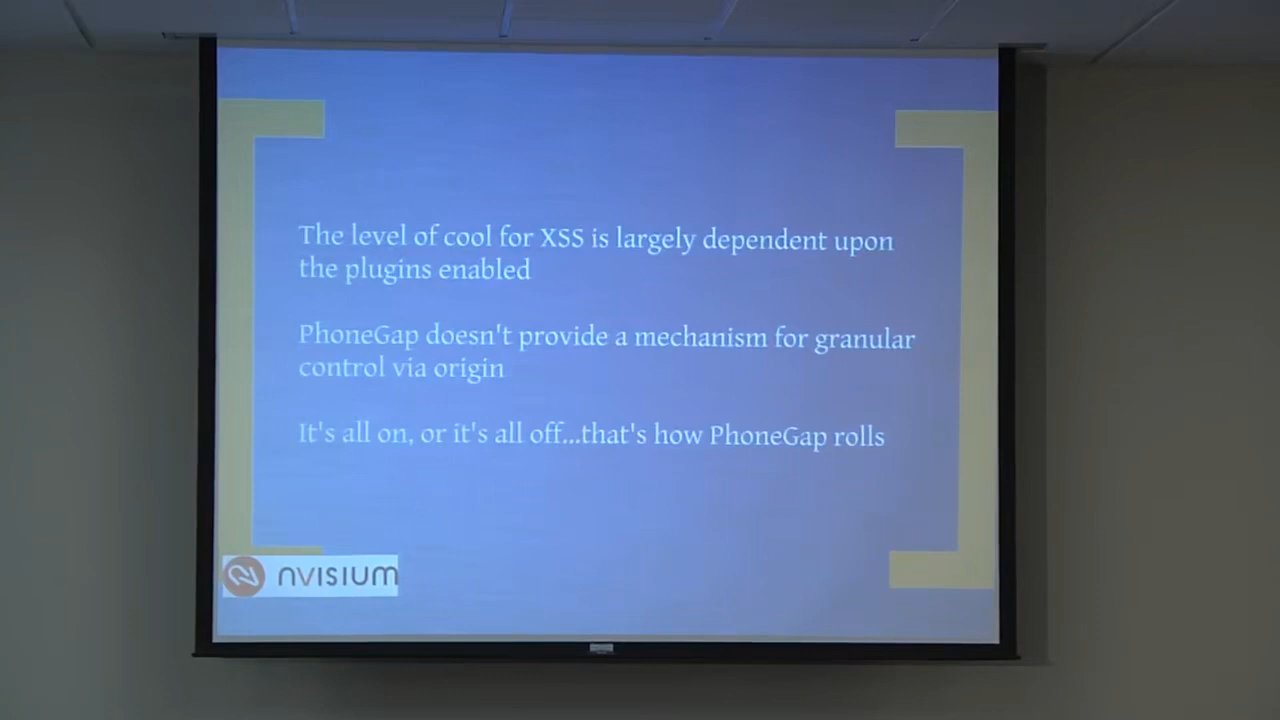 The level of cool for XSS is largely dependent upon
the plugins enabled
PhoneGap doesn't provide a mechanism for granular
control via origin
It's all on, or it's all off...that's how PhoneGap rolls
nVISIUM